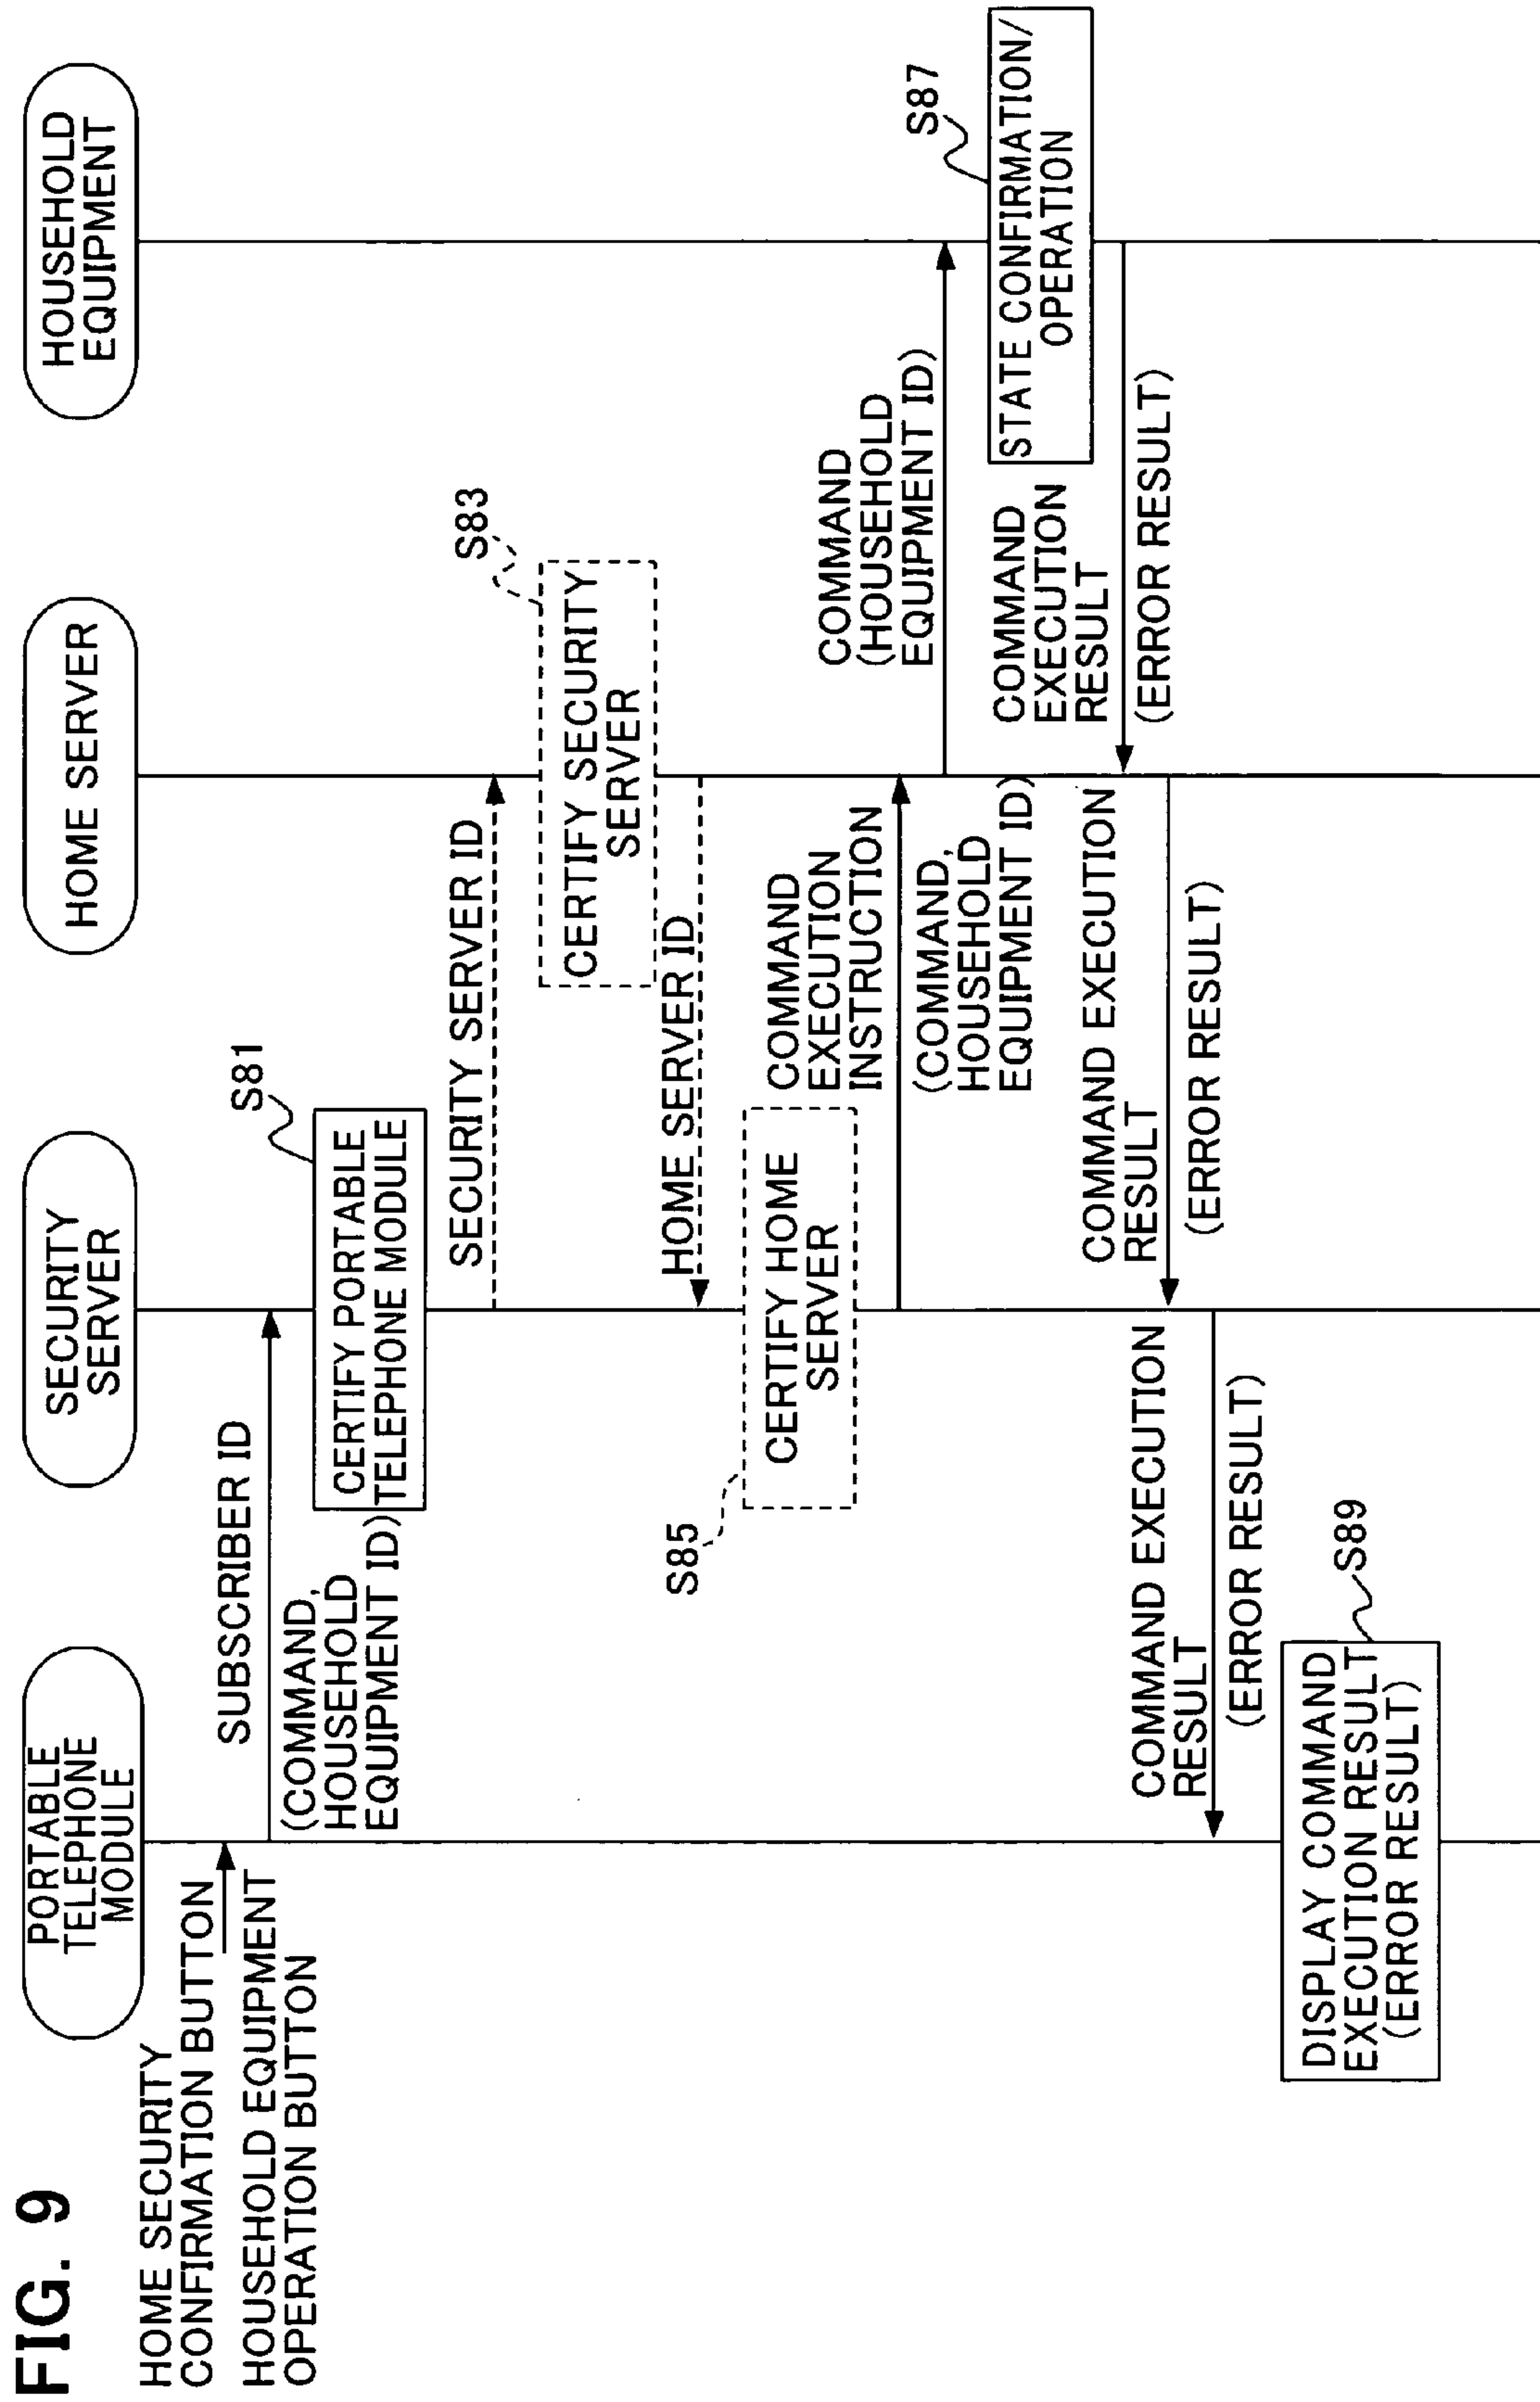 FIG. 9
PORTABLE
TELEPHONE
MODULE
SECURITY
SERVER
HOME SERVER
HOUSEHOLD
EQUIPMENT
HOME SECURITY
CONFIRMATION BUTTON
HOUSEHOLD EQUIPMENT
OPERATION BUTTON
SUBSCRIBER ID
(COMMAND,
HOUSEHOLD
EQUIPMENT ID)
S81
CERTIFY PORTABLE
TELEPHONE MODULE
SECURITY SERVER ID
S83
CERTIFY SECURITY
SERVER
HOME SERVER ID
S85
CERTIFY HOME
SERVER
COMMAND
EXECUTION
INSTRUCTION
(COMMAND,
HOUSEHOLD
EQUIPMENT ID)
COMMAND
(HOUSEHOLD
EQUIPMENT ID)
S87
STATE CONFIRMATION/
OPERATION
COMMAND
EXECUTION
RESULT
(ERROR RESULT)
COMMAND EXECUTION
RESULT
(ERROR RESULT)
COMMAND EXECUTION
RESULT
(ERROR RESULT)
S89
DISPLAY COMMAND
EXECUTION RESULT
(ERROR RESULT)